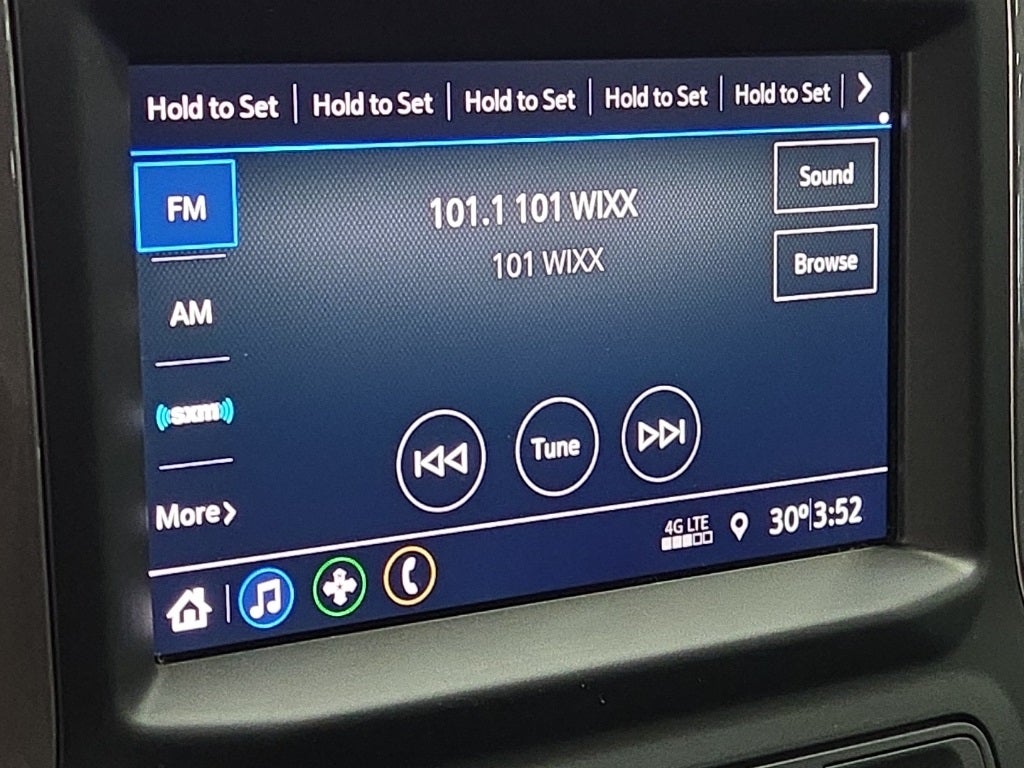 Hold to Set | Hold to Set | Hold to Set | Hold to Set | Hold to Set
Sound
FM
101.1 101 WIXX
101 WIXX
Browse
AM
sxm
Tune
More
4G LTE
30° 3:52